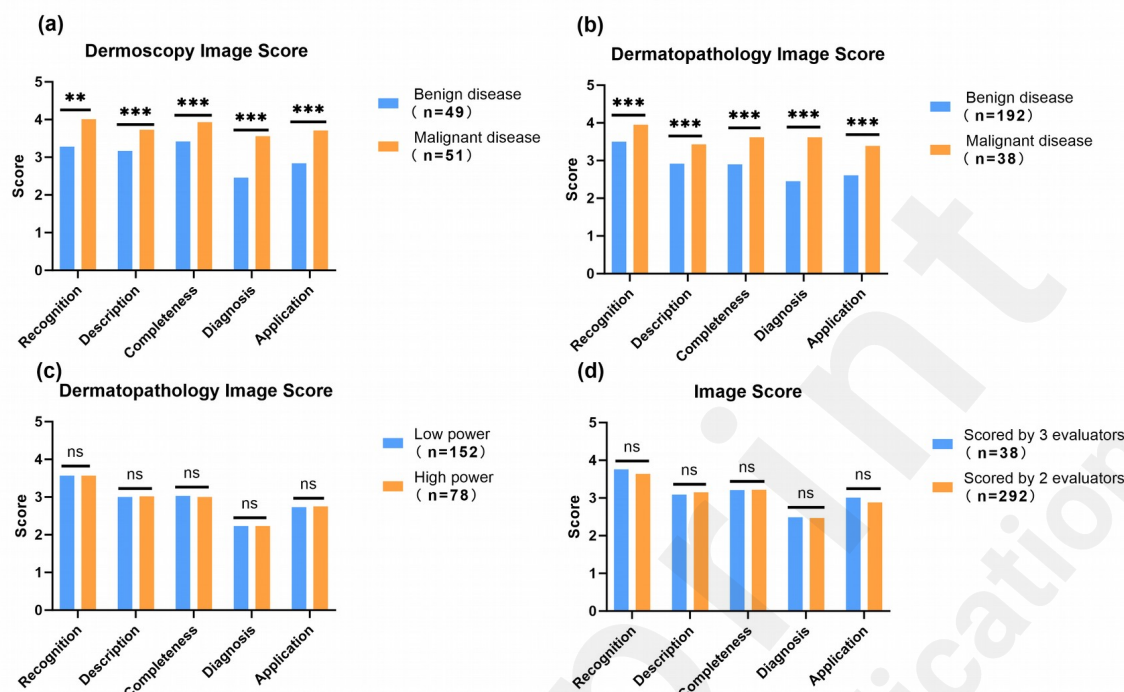 (a)
Dermoscopy Image Score
5
4
3
2
1
0
Score
** *** *** *** ***
Recognition
Description
Completeness
Diagnosis
Application
Benign disease
( n=49)
Malignant disease
( n=51)
(b)
Dermatopathology Image Score
5
4
3
2
1
0
Score
*** *** *** *** ***
Recognition
Description
Completeness
Diagnosis
Application
Benign disease
( n=192)
Malignant disease
( n=38)
(c)
Dermatopathology Image Score
5
4
3
2
1
0
Score
ns ns ns ns ns
Recognition
Description
Completeness
Diagnosis
Application
Low power
( n=152)
High power
( n=78)
(d)
Image Score
5
4
3
2
1
0
Score
ns ns ns ns ns
Recognition
Description
Completeness
Diagnosis
Application
Scored by 3 evaluators
( n=38)
Scored by 2 evaluators
( n=292)
print